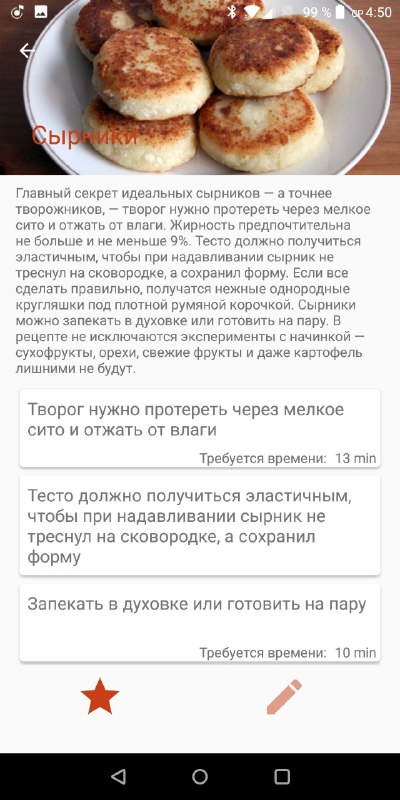 99 % ср 4:50
Сырники
Главный секрет идеальных сырников — а точнее
творожников, — творог нужно протереть через мелкое
сито и отжать от влаги. Жирность предпочтительна
не больше и не меньше 9%. Тесто должно получиться
эластичным, чтобы при надавливании сырник не
треснул на сковородке, а сохранил форму. Если все
сделать правильно, получатся нежные однородные
кругляшки под плотной румяной корочкой. Сырники
можно запекать в духовке или готовить на пару. В
рецепте не исключаются эксперименты с начинкой —
сухофрукты, орехи, свежие фрукты и даже картофель
лишними не будут.
Творог нужно протереть через мелкое
сито и отжать от влаги
Требуется времени: 13 min
Тесто должно получиться эластичным,
чтобы при надавливании сырник не
треснул на сковородке, а сохранил
форму
Запекать в духовке или готовить на пару
Требуется времени: 10 min